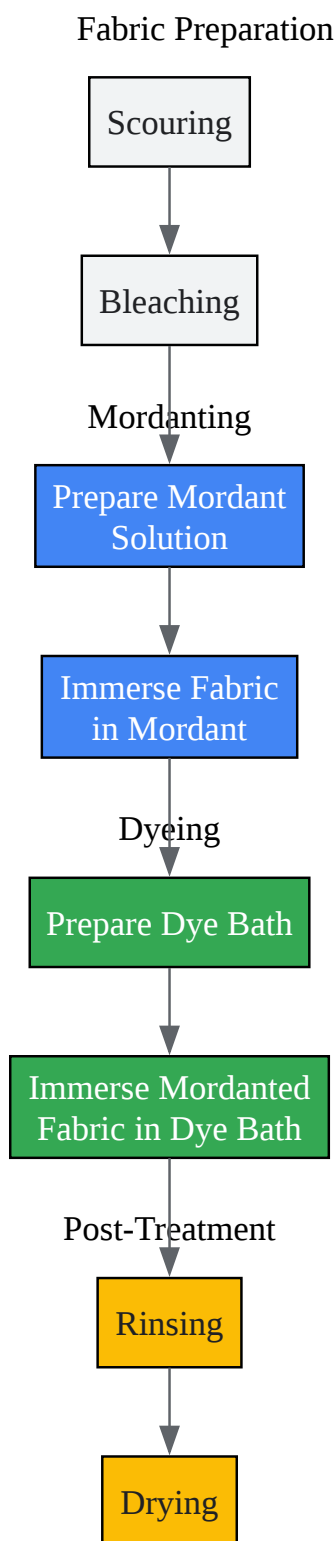 Fabric Preparation
Scouring
Bleaching
Mordanting
Prepare Mordant
Solution
Immerse Fabric
in Mordant
Dyeing
Prepare Dye Bath
Immerse Mordanted
Fabric in Dye Bath
Post-Treatment
Rinsing
Drying